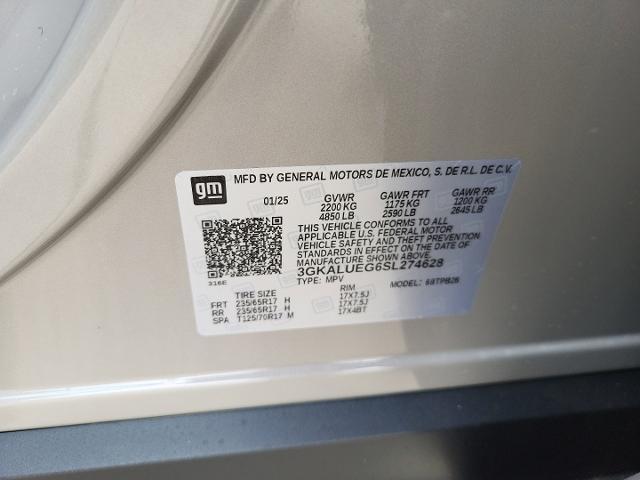 gm
MFD BY GENERAL MOTORS DE MEXICO, S. DE R.L. DE C.V.
01/25 GVWR GAWR FRT GAWR RR
2200 KG 1175 KG 1200 KG
4850 LB 2590 LB 2645 LB
THIS VEHICLE CONFORMS TO ALL
APPLICABLE U.S. FEDERAL MOTOR
VEHICLE SAFETY AND THEFT PREVENTION
STANDARDS IN EFFECT ON THE DATE OF
MANUFACTURE SHOWN ABOVE.
3GKALUEG6SL274628
316E TYPE: MPV MODEL: 68TPB26
TIRE SIZE RIM
FRT 235/65R17 H 17X7.5J
RR 235/65R17 H 17X7.5J
SPA T125/70R17 M 17X4BT